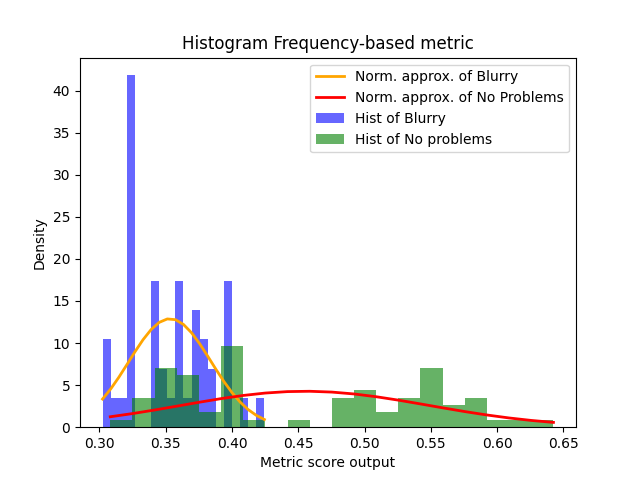 Histogram Frequency-based metric
Norm. approx. of Blurry
Norm. approx. of No Problems
Hist of Blurry
Hist of No problems
40
35
30
25
20
15
10
5
0
Density
0.30 0.35 0.40 0.45 0.50 0.55 0.60 0.65
Metric score output